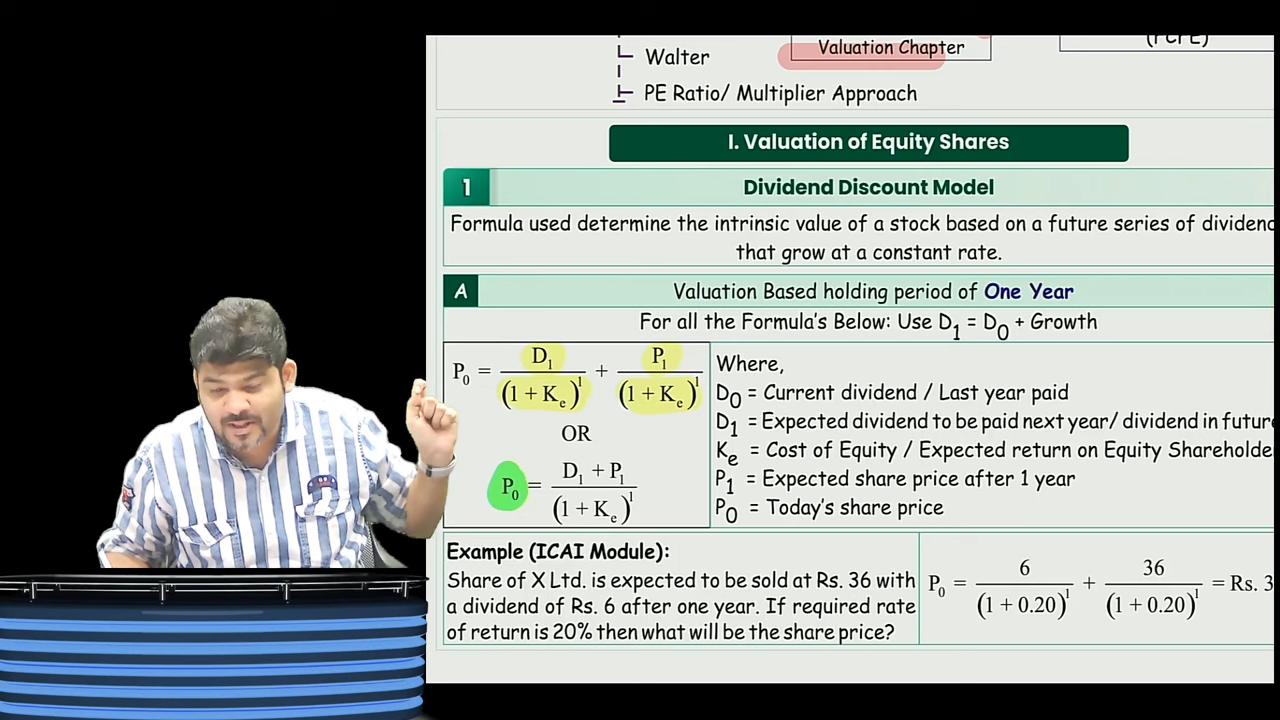 Walter
Valuation Chapter
(FCFE)
PE Ratio/ Multiplier Approach
I. Valuation of Equity Shares
1 Dividend Discount Model
Formula used determine the intrinsic value of a stock based on a future series of dividend
that grow at a constant rate.
A Valuation Based holding period of One Year
For all the Formula's Below: Use D₁ = D₀ + Growth
P₀ = D₁/(1 + Kₑ)¹ + P₁/(1 + Kₑ)¹
OR
P₀ = (D₁ + P₁)/(1 + Kₑ)¹
Where,
D₀ = Current dividend / Last year paid
D₁ = Expected dividend to be paid next year/ dividend in future
Kₑ = Cost of Equity / Expected return on Equity Shareholde
P₁ = Expected share price after 1 year
P₀ = Today's share price
Example (ICAI Module):
Share of X Ltd. is expected to be sold at Rs. 36 with
a dividend of Rs. 6 after one year. If required rate
of return is 20% then what will be the share price?
P₀ = 6/(1 + 0.20)¹ + 36/(1 + 0.20)¹ = Rs. 3